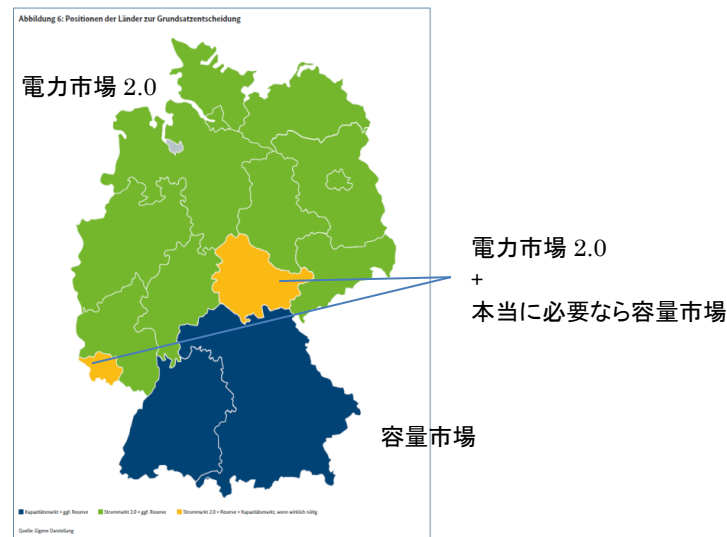 Abbildung 6: Positionen der Länder zur Grundsatzentscheidung
電力市場 2.0
電力市場 2.0
+
本当に必要なら容量市場
容量市場
Kapazitätsmarkt + ggf. Reserve Strommarkt 2.0 + ggf. Reserve Strommarkt 2.0 + Reserve + Kapazitätsmarkt, wenn wirklich nötig
Quelle: Eigene Darstellung